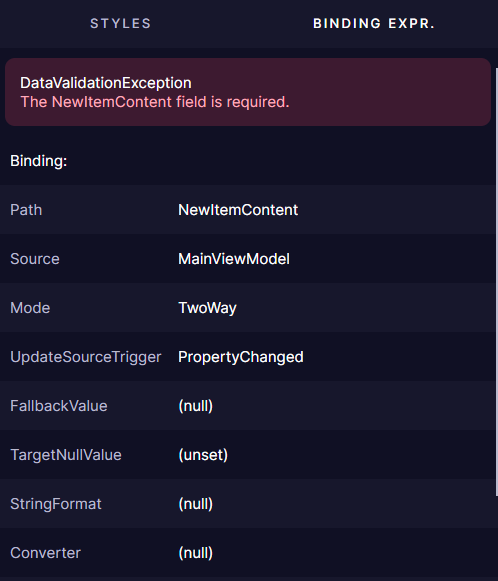 STYLES BINDING EXPR.
DataValidationException
The NewItemContent field is required.
Binding:
Path NewItemContent
Source MainViewModel
Mode TwoWay
UpdateSourceTrigger PropertyChanged
FallbackValue (null)
TargetNullValue (unset)
StringFormat (null)
Converter (null)